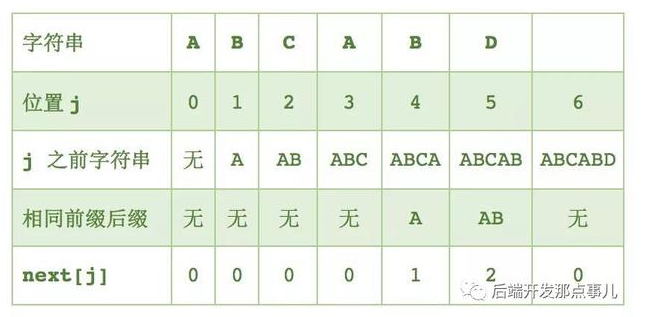 字符串 A B C A B D
位置 j 0 1 2 3 4 5 6
j 之前字符串 无 A AB ABC ABCA ABCAB ABCABD
相同前缀后缀 无 无 无 无 A AB 无
next[j] 0 0 0 0 1 2 0
后端开发那点事儿